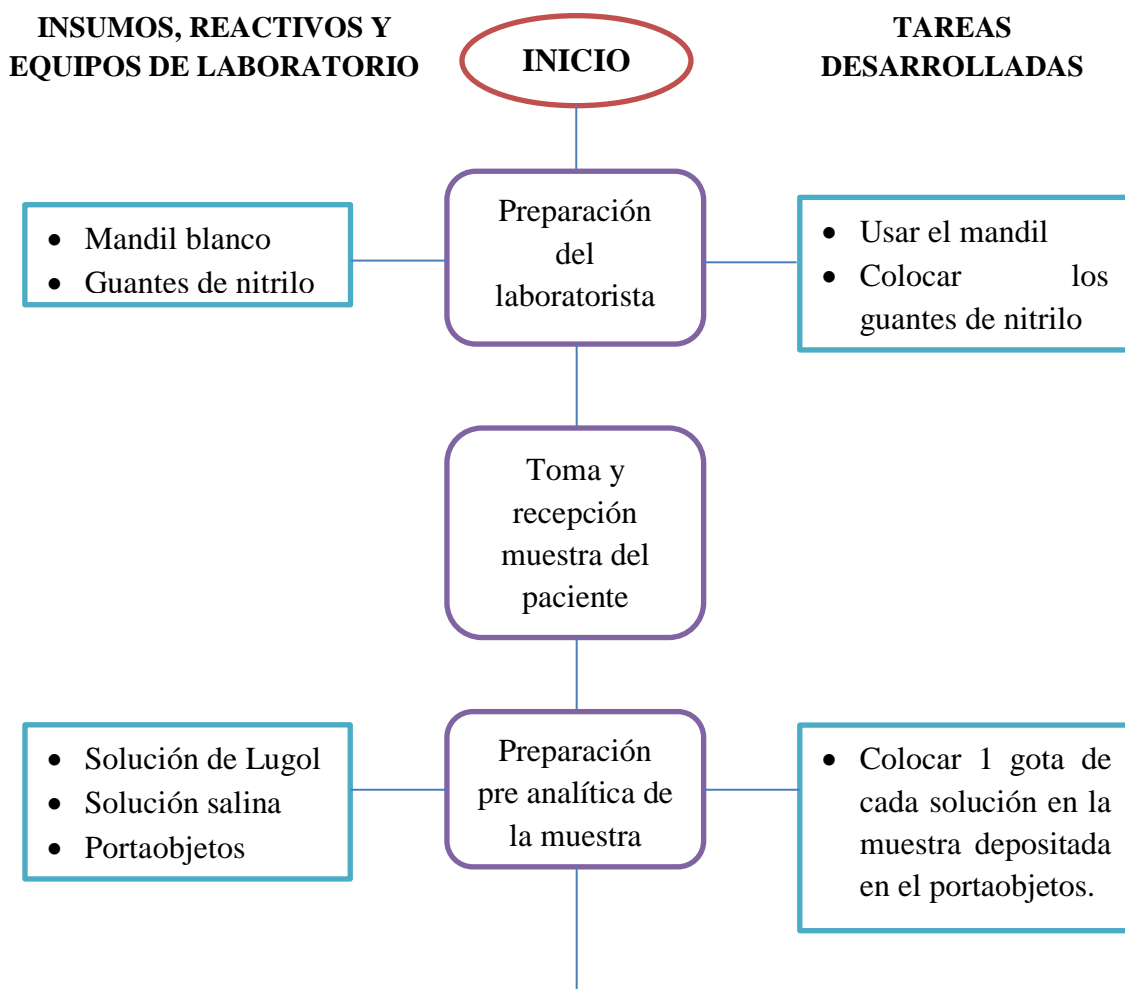 INSUMOS, REACTIVOS Y
EQUIPOS DE LABORATORIO
INICIO
TAREAS
DESARROLLADAS
• Mandil blanco
• Guantes de nitrilo
Preparación
del
laboratorista
• Usar el mandil
• Colocar los
guantes de nitrilo
Toma y
recepción
muestra del
paciente
• Solución de Lugol
• Solución salina
• Portaobjetos
Preparación
pre analítica de
la muestra
• Colocar 1 gota de
cada solución en la
muestra depositada
en el portaobjetos.